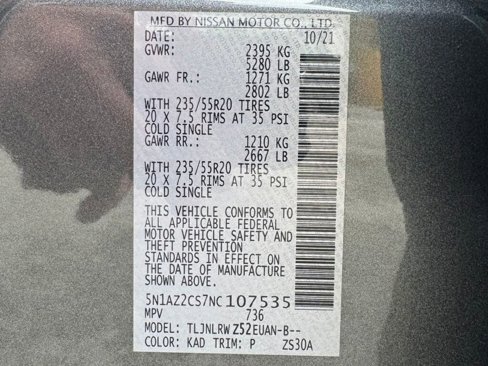 MFD BY NISSAN MOTOR CO., LTD.
DATE: 10/21
GVWR: 2395 KG
5280 LB
GAWR FR.: 1271 KG
2802 LB
WITH 235/55R20 TIRES
20 X 7.5 RIMS AT 35 PSI
COLD SINGLE
GAWR RR.: 1210 KG
2667 LB
WITH 235/55R20 TIRES
20 X 7.5 RIMS AT 35 PSI
COLD SINGLE
THIS VEHICLE CONFORMS TO
ALL APPLICABLE FEDERAL
MOTOR VEHICLE SAFETY AND
THEFT PREVENTION
STANDARDS IN EFFECT ON
THE DATE OF MANUFACTURE
SHOWN ABOVE.
5N1AZ2CS7NC107535
MPV 736
MODEL: TLJNLRWZ52EUAN-B--
COLOR: KAD TRIM: P ZS30A